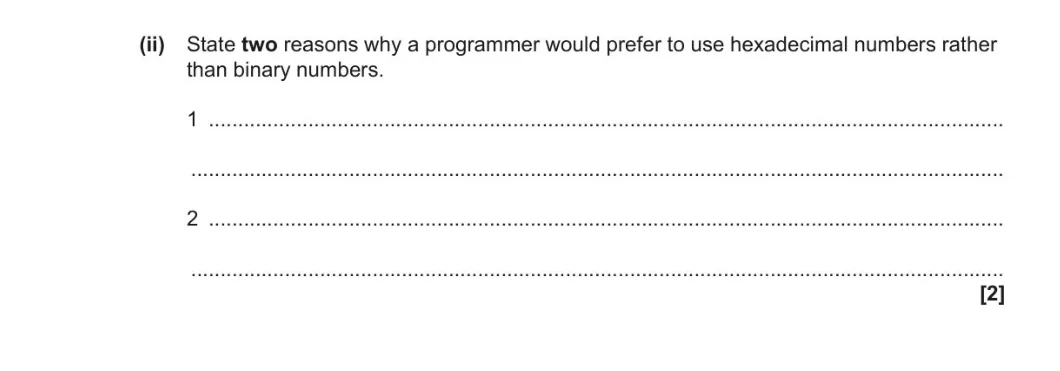 (ii) State two reasons why a programmer would prefer to use hexadecimal numbers rather
than binary numbers.
1 ....................................................................................................................................
....................................................................................................................................
2 ....................................................................................................................................
....................................................................................................................................
[2]